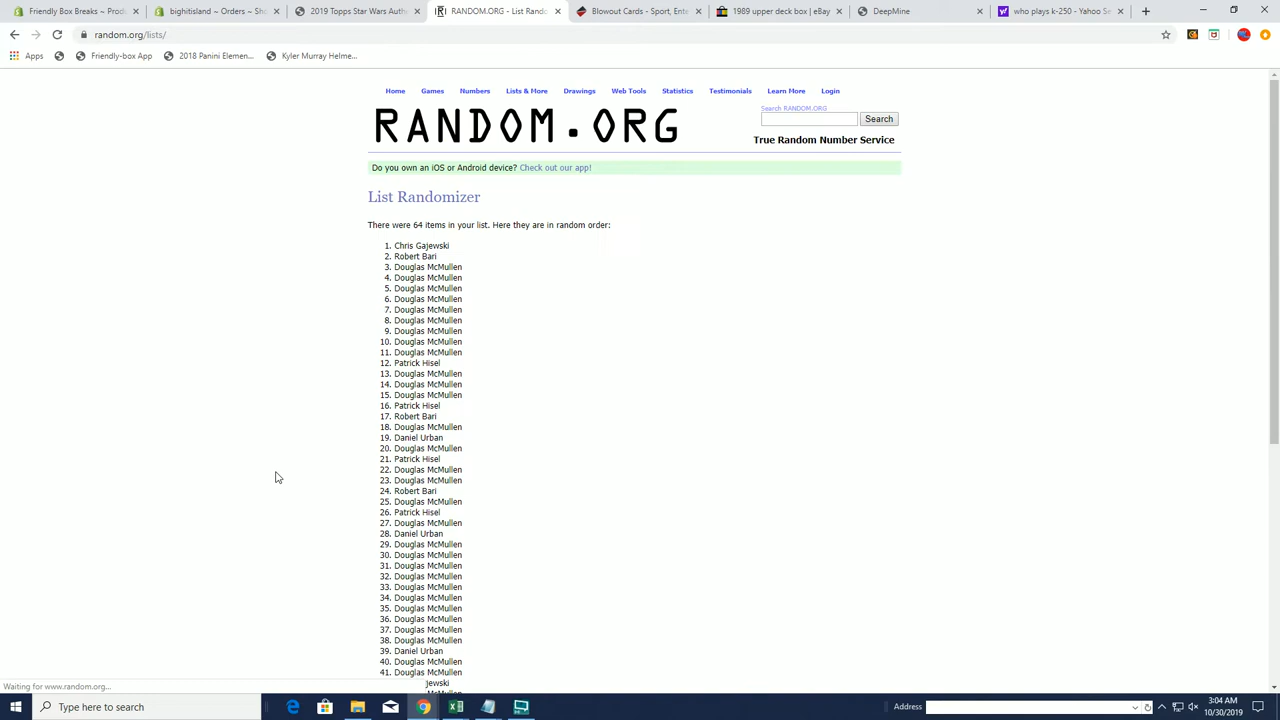 Friendly Box Breaks ~ Produc
bighitisland ~ Orders ~ Sh
2019 Topps Star Wars Authe
RANDOM.ORG - List Randor
Blowout Cards - Sport, Ente
1989 upper deck box | eBay
DeepMine
who plays k-250 - Yahoo Se
random.org/lists/
Apps
Friendly-box App
2018 Panini Elemen...
Kyler Murray Helme...
Home Games Numbers Lists & More Drawings Web Tools Statistics Testimonials Learn More Login
RANDOM.ORG
Search RANDOM.ORG
Search
True Random Number Service
Do you own an iOS or Android device? Check out our app!
List Randomizer
There were 64 items in your list. Here they are in random order:
1. Chris Gajewski
2. Robert Bari
3. Douglas McMullen
4. Douglas McMullen
5. Douglas McMullen
6. Douglas McMullen
7. Douglas McMullen
8. Douglas McMullen
9. Douglas McMullen
10. Douglas McMullen
11. Douglas McMullen
12. Patrick Hisel
13. Douglas McMullen
14. Douglas McMullen
15. Douglas McMullen
16. Patrick Hisel
17. Robert Bari
18. Douglas McMullen
19. Daniel Urban
20. Douglas McMullen
21. Patrick Hisel
22. Douglas McMullen
23. Douglas McMullen
24. Robert Bari
25. Douglas McMullen
26. Patrick Hisel
27. Douglas McMullen
28. Daniel Urban
29. Douglas McMullen
30. Douglas McMullen
31. Douglas McMullen
32. Douglas McMullen
33. Douglas McMullen
34. Douglas McMullen
35. Douglas McMullen
36. Douglas McMullen
37. Douglas McMullen
38. Douglas McMullen
39. Daniel Urban
40. Douglas McMullen
41. Douglas McMullen
jewski
Waiting for www.random.org...
Type here to search
Address
3:04 AM
10/30/2019